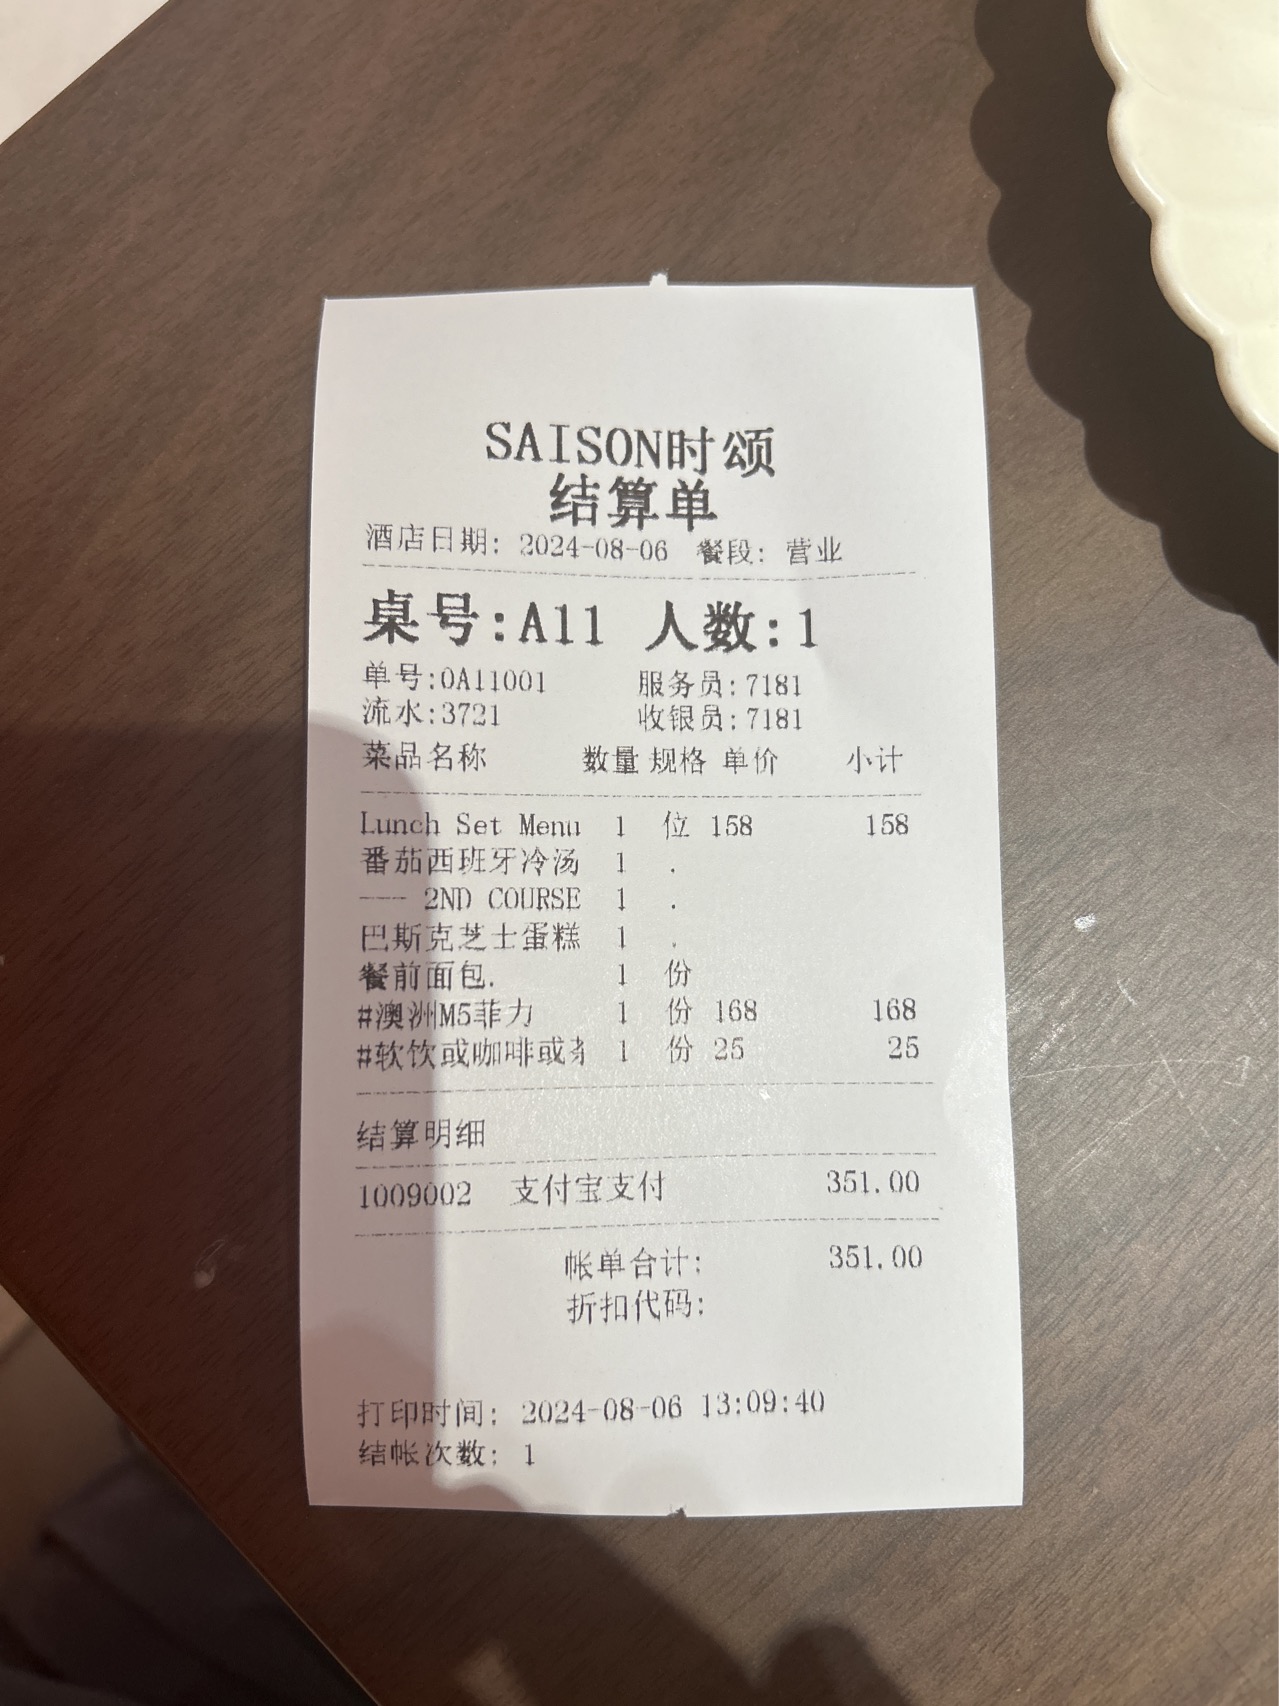 SAISON时颂
结算单
酒店日期: 2024-08-06 餐段: 营业
桌号:A11 人数:1
单号:0A11001 服务员:7181
流水:3721 收银员:7181
菜品名称 数量 规格 单价 小计
Lunch Set Menu 1 位 158 158
番茄西班牙冷汤 1 .
--- 2ND COURSE 1 .
巴斯克芝士蛋糕 1 .
餐前面包. 1 份
#澳洲M5菲力 1 份 168 168
#软饮或咖啡或 1 份 25 25
结算明细
1009002 支付宝支付 351.00
帐单合计: 351.00
折扣代码:
打印时间: 2024-08-06 13:09:40
结帐次数: 1